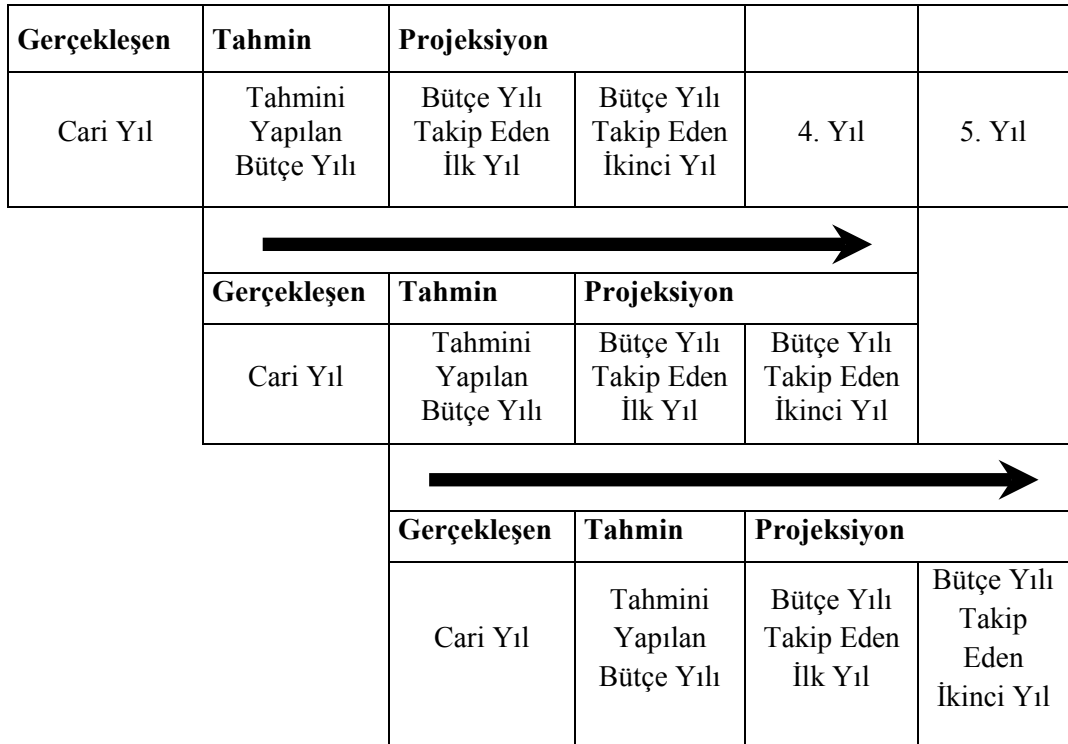 Gerçekleşen Tahmin Projeksiyon
Cari Yıl
Tahmini
Yapılan
Bütçe Yılı
Bütçe Yılı
Takip Eden
İlk Yıl
Bütçe Yılı
Takip Eden
İkinci Yıl
4. Yıl
5. Yıl
Gerçekleşen Tahmin Projeksiyon
Cari Yıl
Tahmini
Yapılan
Bütçe Yılı
Bütçe Yılı
Takip Eden
İlk Yıl
Bütçe Yılı
Takip Eden
İkinci Yıl
Gerçekleşen Tahmin Projeksiyon
Cari Yıl
Tahmini
Yapılan
Bütçe Yılı
Bütçe Yılı
Takip Eden
İlk Yıl
Bütçe Yılı
Takip
Eden
İkinci Yıl